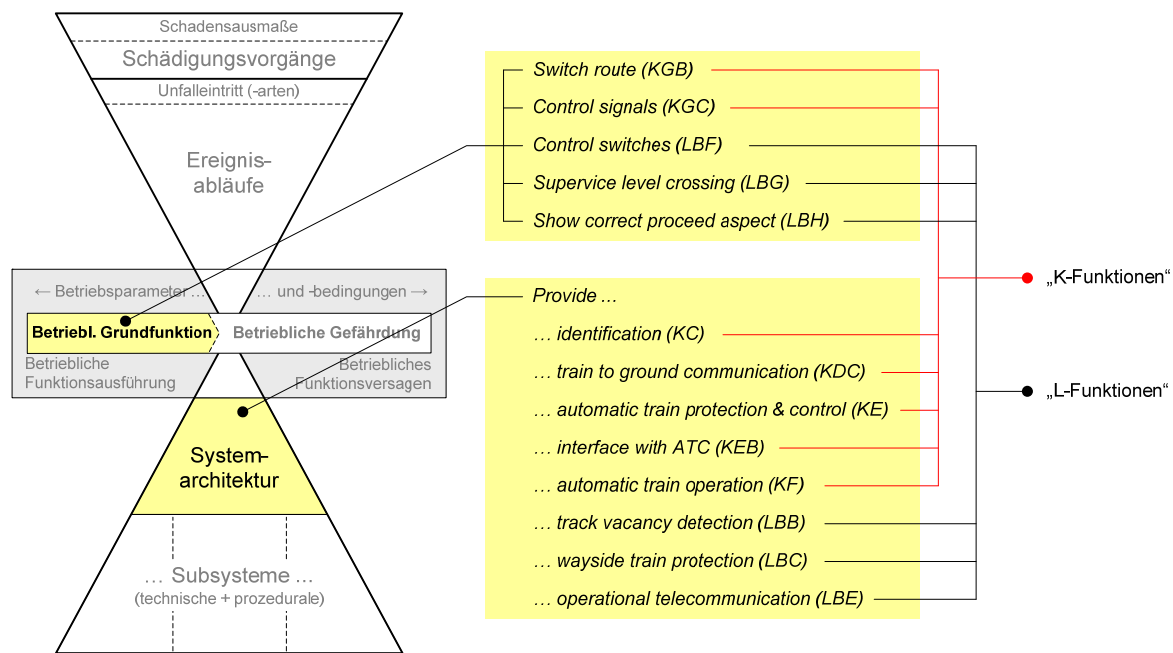 Schadensausmaße
Schädigungsvorgänge
Unfalleintritt (-arten)
Ereignis-
abläufe
← Betriebsparameter ...
... und -bedingungen →
Betriebl. Grundfunktion
Betriebliche Gefährdung
Betriebliche
Funktionsausführung
Betriebliches
Funktionsversagen
System-
architektur
... Subsysteme ...
(technische + prozedurale)
Switch route (KGB)
Control signals (KGC)
Control switches (LBF)
Supervice level crossing (LBG)
Show correct proceed aspect (LBH)
Provide ...
... identification (KC)
... train to ground communication (KDC)
... automatic train protection & control (KE)
... interface with ATC (KEB)
... automatic train operation (KF)
... track vacancy detection (LBB)
... wayside train protection (LBC)
... operational telecommunication (LBE)
„K-Funktionen“
„L-Funktionen“